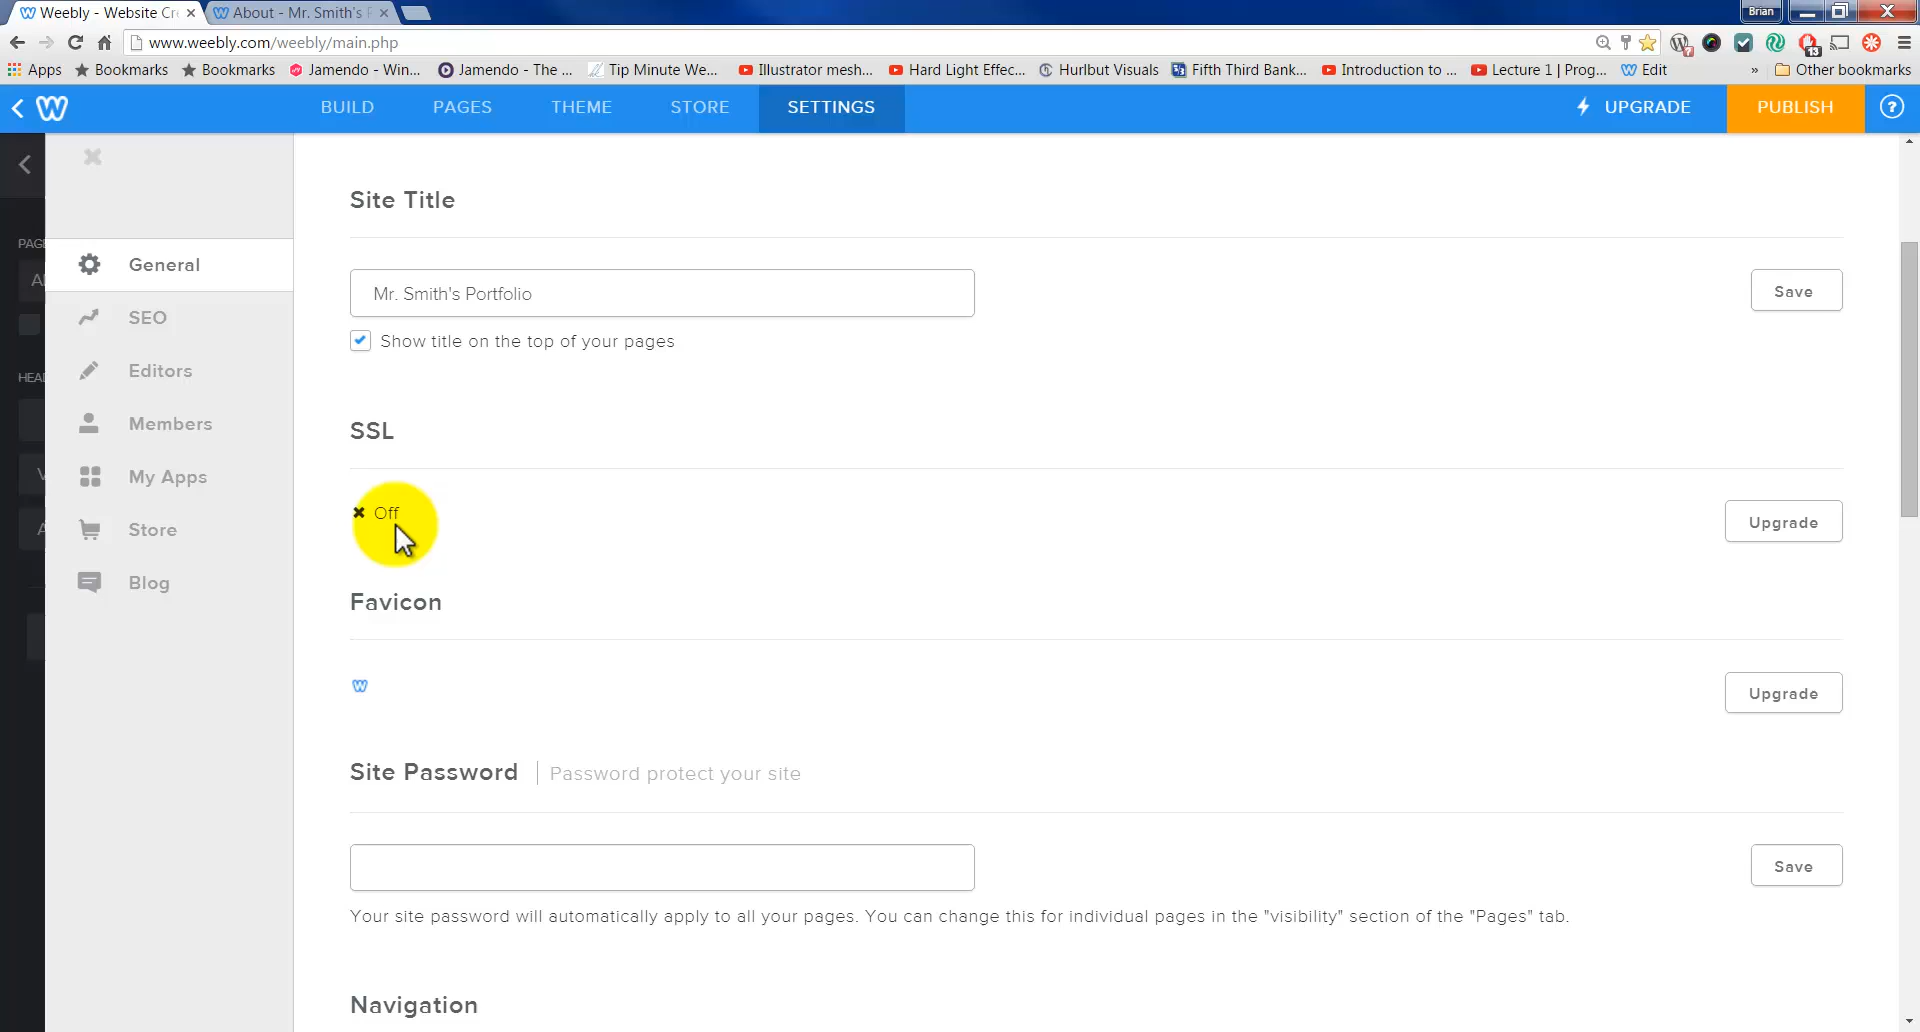 Weebly - Website Cr
About - Mr. Smith's P
Brian
www.weebly.com/weebly/main.php
Apps Bookmarks Bookmarks Jamendo - Win... Jamendo - The ... Tip Minute We... Illustrator mesh... Hard Light Effec... Hurlbut Visuals Fifth Third Bank... Introduction to ... Lecture 1 | Prog... Edit » Other bookmarks
BUILD PAGES THEME STORE SETTINGS UPGRADE PUBLISH ?
PAGE
HEAD
General
SEO
Editors
Members
My Apps
Store
Blog
Site Title
Mr. Smith's Portfolio
Save
Show title on the top of your pages
SSL
Off
Upgrade
Favicon
Upgrade
Site Password | Password protect your site
Save
Your site password will automatically apply to all your pages. You can change this for individual pages in the "visibility" section of the "Pages" tab.
Navigation